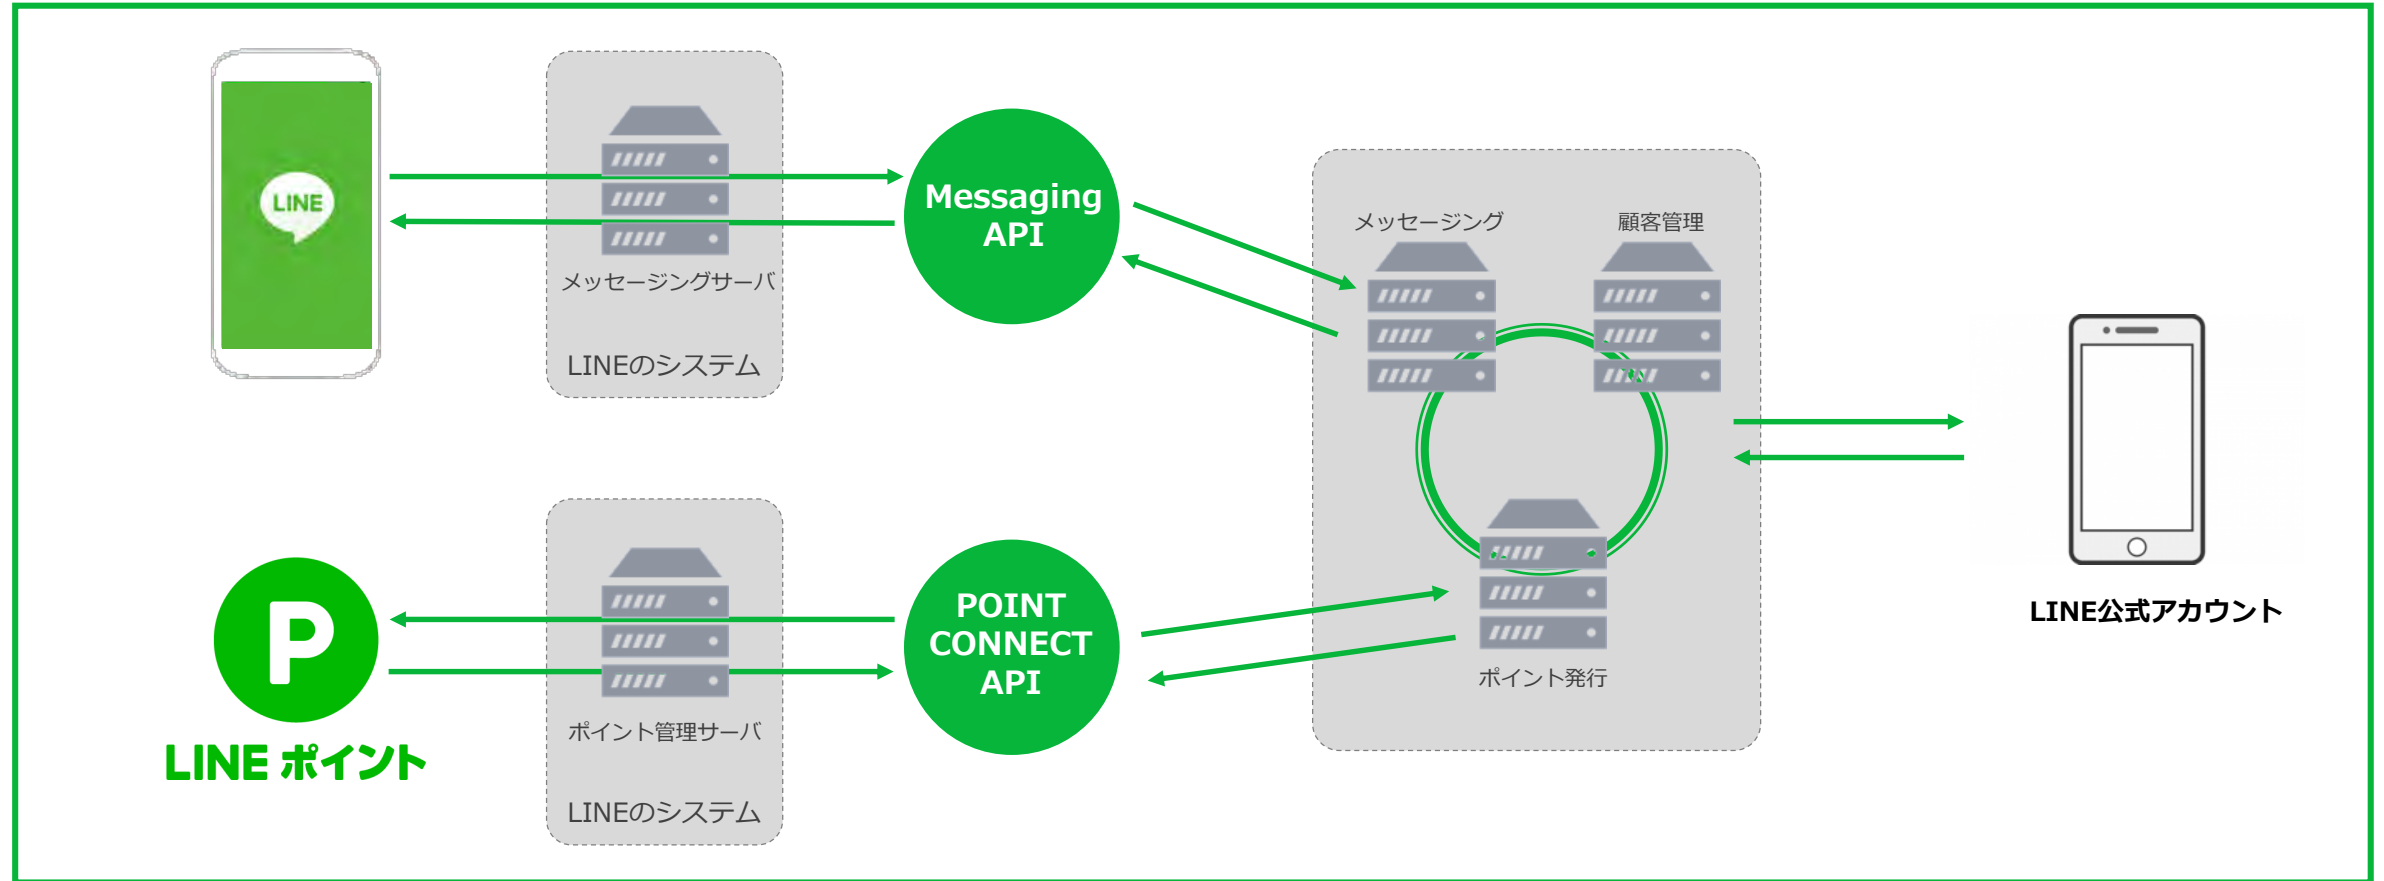 LINE
メッセージングサーバ
LINEのシステム
Messaging
API
メッセージング
顧客管理
ポイント発行
LINE公式アカウント
P
LINE ポイント
ポイント管理サーバ
LINEのシステム
POINT
CONNECT
API